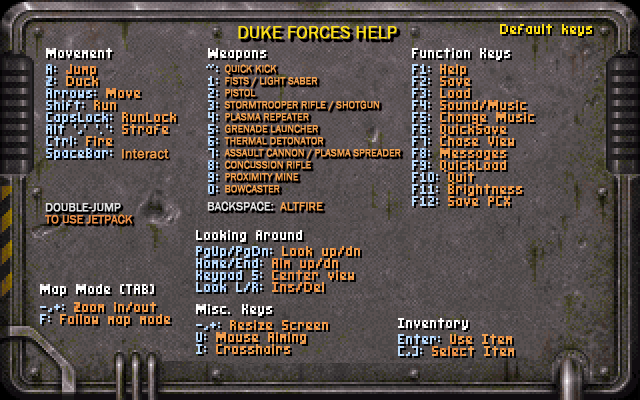 DUKE FORCES HELP
Default keys
Movement
A: Jump
Z: Duck
Arrows: Move
Shift: Run
CapsLock: RunLock
Alt ',' '.': Strafe
Ctrl: Fire
SpaceBar: Interact
DOUBLE-JUMP
TO USE JETPACK
Weapons
~: QUICK KICK
1: FISTS / LIGHT SABER
2: PISTOL
3: STORMTROOPER RIFLE / SHOTGUN
4: PLASMA REPEATER
5: GRENADE LAUNCHER
6: THERMAL DETONATOR
7: ASSAULT CANNON / PLASMA SPREADER
8: CONCUSSION RIFLE
9: PROXIMITY MINE
0: BOWCASTER
BACKSPACE: ALTFIRE
Function Keys
F1: Help
F2: Save
F3: Load
F4: Sound/Music
F5: Change Music
F6: QuickSave
F7: Chase View
F8: Messages
F9: QuickLoad
F10: Quit
F11: Brightness
F12: Save PCX
Looking Around
PgUp/PgDn: Look up/dn
Home/End: Aim up/dn
Keypad 5: Center view
Look L/R: Ins/Del
Map Mode [TAB]
-,+: Zoom in/out
F: Follow map mode
Misc. Keys
-,+: Resize Screen
U: Mouse Aiming
I: Crosshairs
Inventory
Enter: Use Item
[,]: Select Item